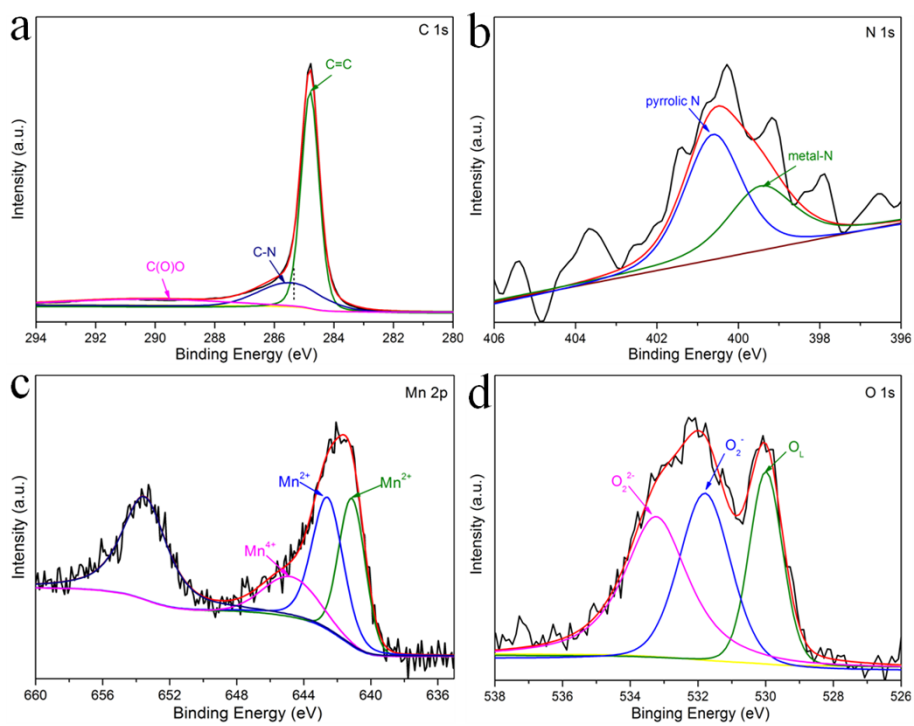 a
C 1s
C=C
C-N
C(O)O
Intensity (a.u.)
294 292 290 288 286 284 282 280
Binding Energy (eV)
b
N 1s
pyrrolic N
metal-N
Intensity (a.u.)
406 404 402 400 398 396
Binding Energy (eV)
c
Mn 2p
Mn²⁺
Mn²⁺
Mn⁴⁺
Intensity (a.u.)
660 656 652 648 644 640 636
Binging Energy (eV)
d
O 1s
O₂²⁻
O₂⁻
O_L
Intensity (a.u.)
538 536 534 532 530 528 526
Binging Energy (eV)